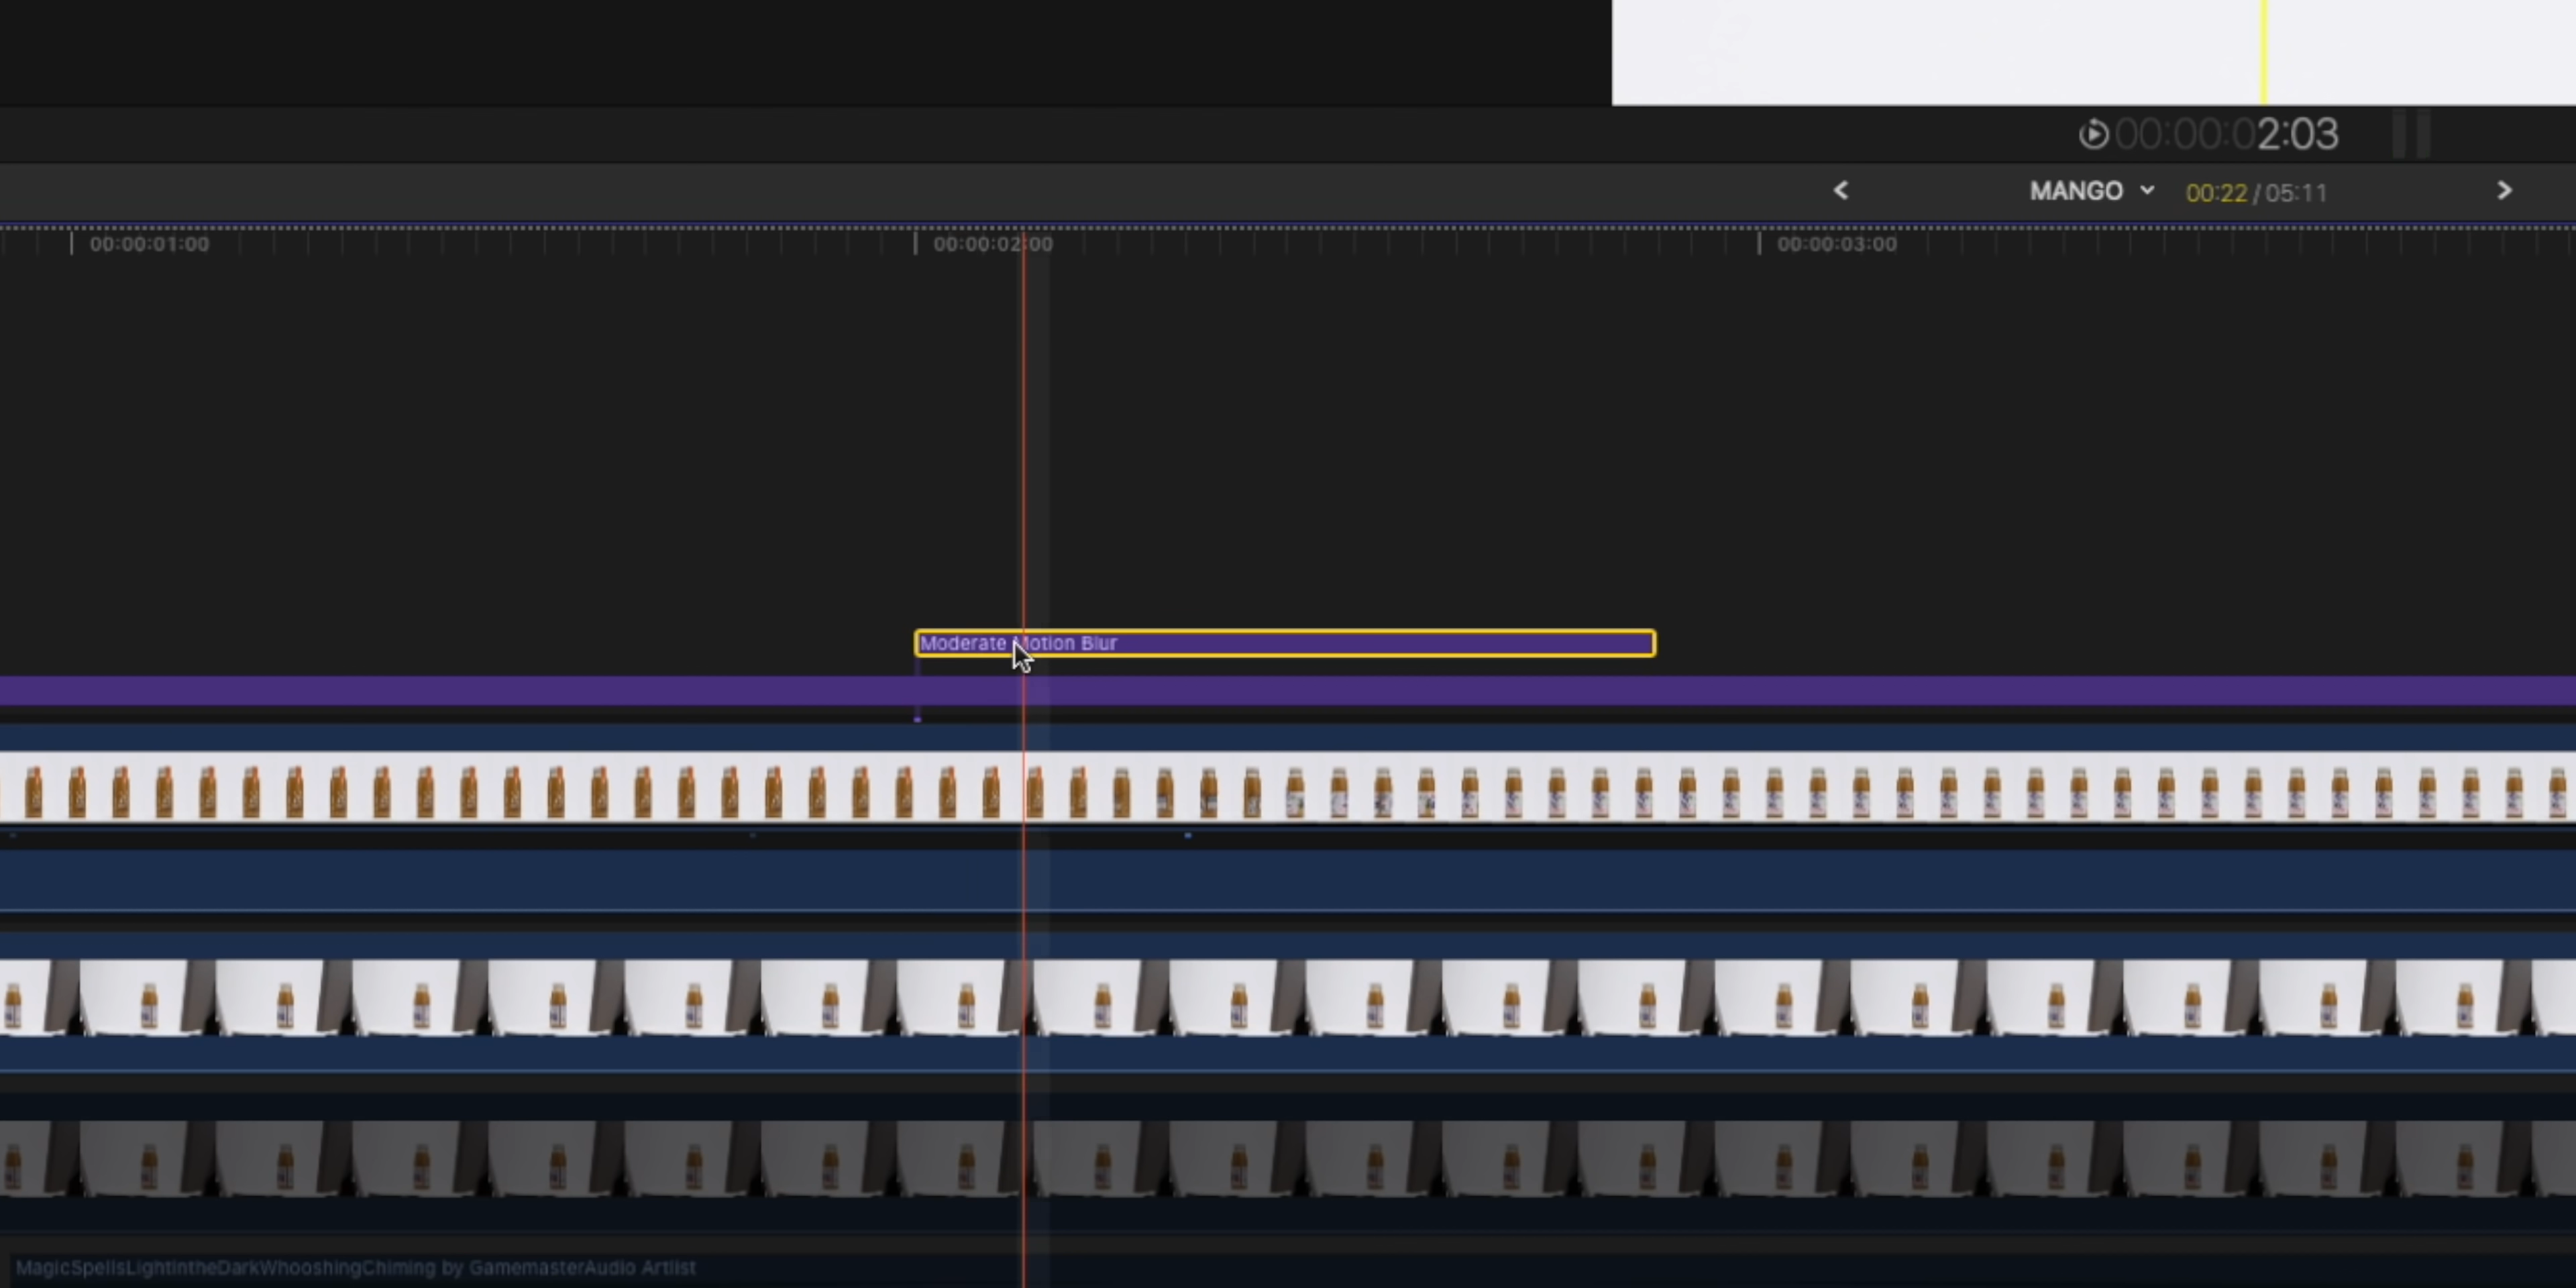 00:00:02:03
MANGO 00:22 / 05:11
00:00:01:00 00:00:02:00 00:00:03:00
Moderate Motion Blur
MagicSpellsLightintheDarkWhooshingChiming by GamemasterAudio Artlist